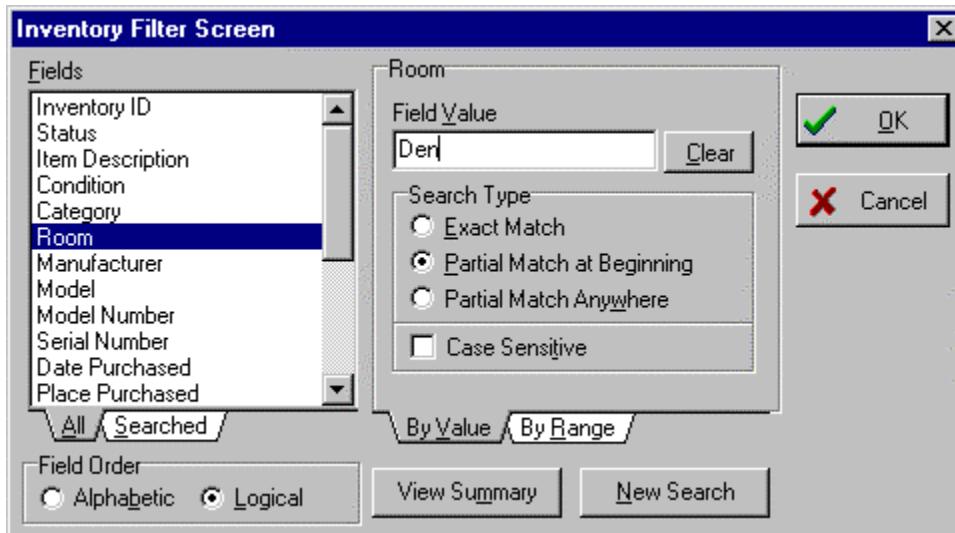 Inventory Filter Screen
Fields
Inventory ID
Status
Item Description
Condition
Category
Room
Manufacturer
Model
Model Number
Serial Number
Date Purchased
Place Purchased
All
Searched
Field Order
Alphabetic
Logical
Room
Field Value
Den
Clear
Search Type
Exact Match
Partial Match at Beginning
Partial Match Anywhere
Case Sensitive
By Value
By Range
View Summary
New Search
OK
Cancel